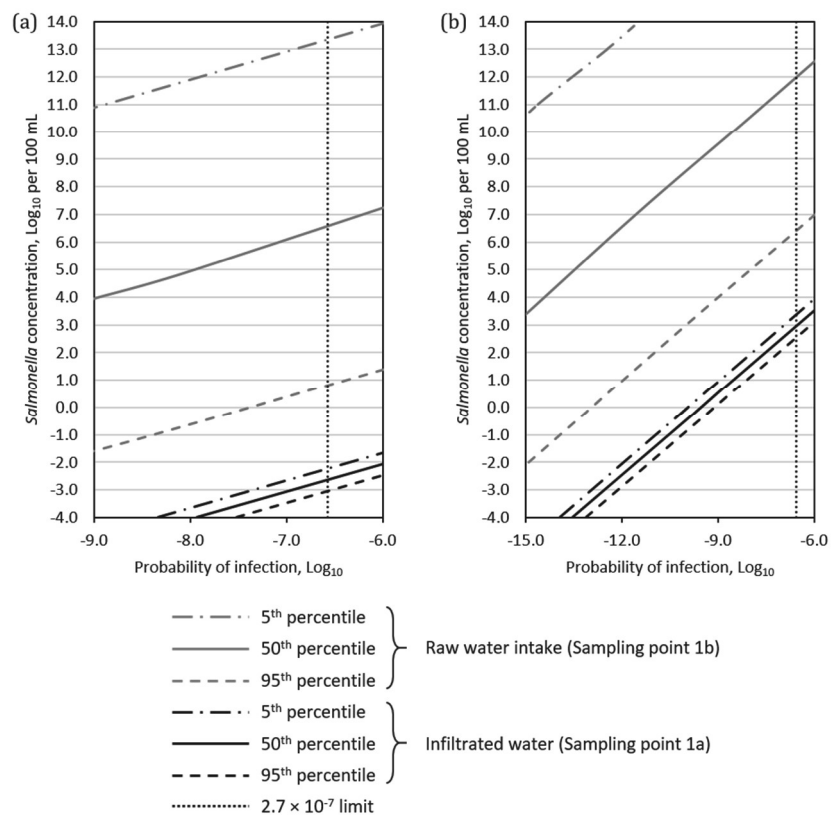 (a)
14.0
13.0
12.0
11.0
10.0
9.0
8.0
7.0
6.0
5.0
4.0
3.0
2.0
1.0
0.0
-1.0
-2.0
-3.0
-4.0
Salmonella concentration, Log10 per 100 mL
-9.0 -8.0 -7.0 -6.0
Probability of infection, Log10
(b)
14.0
13.0
12.0
11.0
10.0
9.0
8.0
7.0
6.0
5.0
4.0
3.0
2.0
1.0
0.0
-1.0
-2.0
-3.0
-4.0
Salmonella concentration, Log10 per 100 mL
-15.0 -12.0 -9.0 -6.0
Probability of infection, Log10
5th percentile
50th percentile
95th percentile
Raw water intake (Sampling point 1b)
5th percentile
50th percentile
95th percentile
Infiltrated water (Sampling point 1a)
2.7 × 10-7 limit